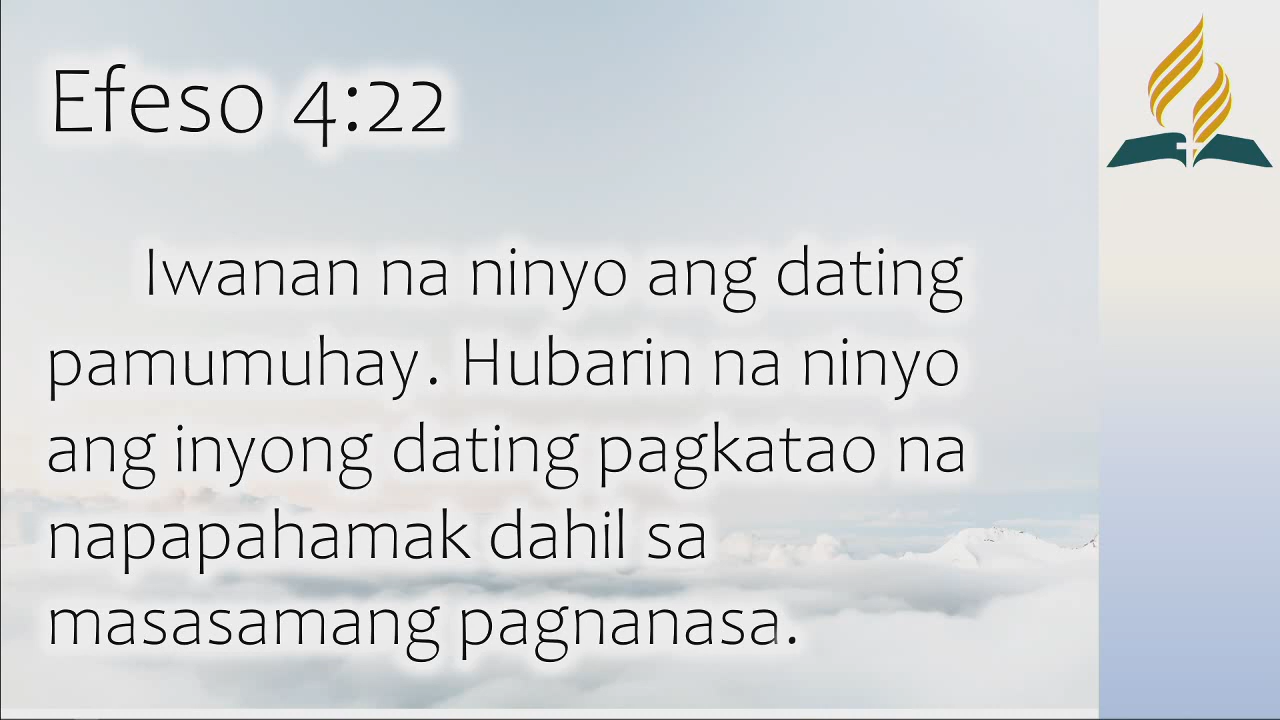 Efeso 4:22
Iwanan na ninyo ang dating
pamumuhay. Hubarin na ninyo
ang inyong dating pagkatao na
napapahamak dahil sa
masasamang pagnanasa.